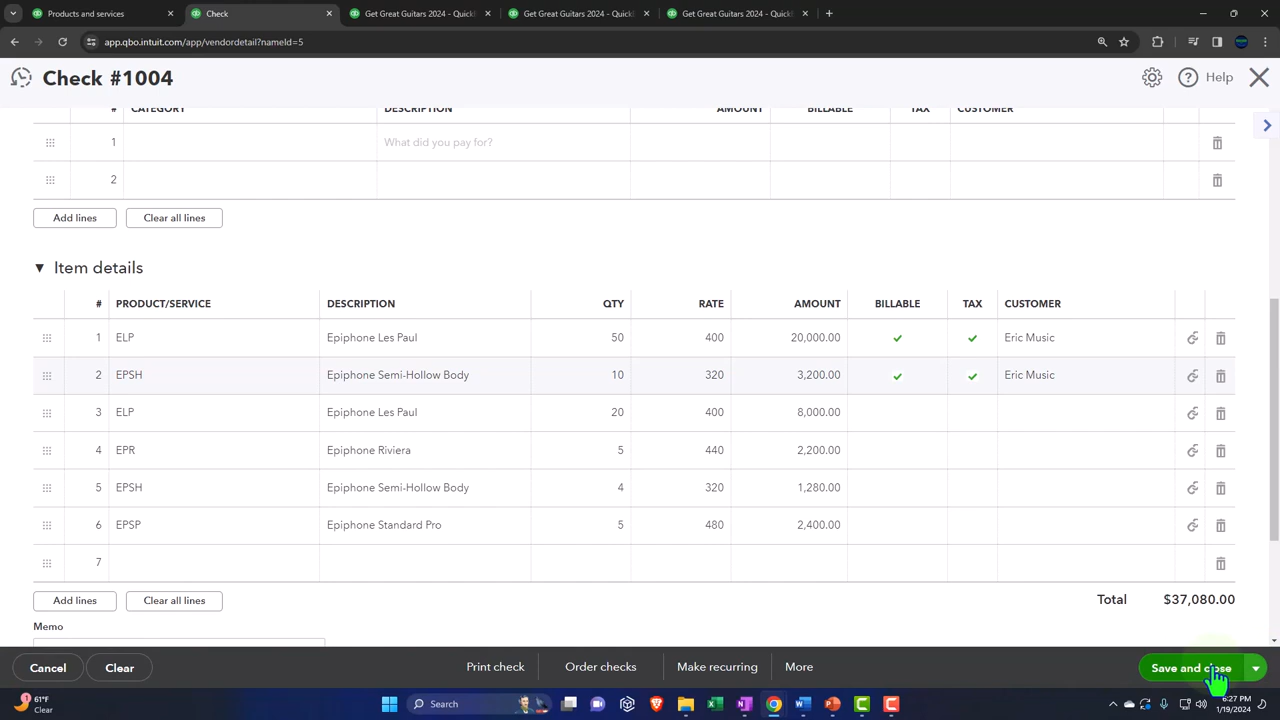 Products and services
Check
Get Great Guitars 2024 - Quick
Get Great Guitars 2024 - Quick
Get Great Guitars 2024 - Quick
app.qbo.intuit.com/app/vendordetail?nameId=5
Check #1004
Help
# CATEGORY DESCRIPTION AMOUNT BILLABLE TAX CUSTOMER
1 What did you pay for?
2
Add lines Clear all lines
Item details
# PRODUCT/SERVICE DESCRIPTION QTY RATE AMOUNT BILLABLE TAX CUSTOMER
1 ELP Epiphone Les Paul 50 400 20,000.00 Eric Music
2 EPSH Epiphone Semi-Hollow Body 10 320 3,200.00 Eric Music
3 ELP Epiphone Les Paul 20 400 8,000.00
4 EPR Epiphone Riviera 5 440 2,200.00
5 EPSH Epiphone Semi-Hollow Body 4 320 1,280.00
6 EPSP Epiphone Standard Pro 5 480 2,400.00
7
Add lines Clear all lines Total $37,080.00
Memo
Cancel Clear Print check Order checks Make recurring More Save and close
1 61°F
Clear
Search
6:27 PM
1/19/2024